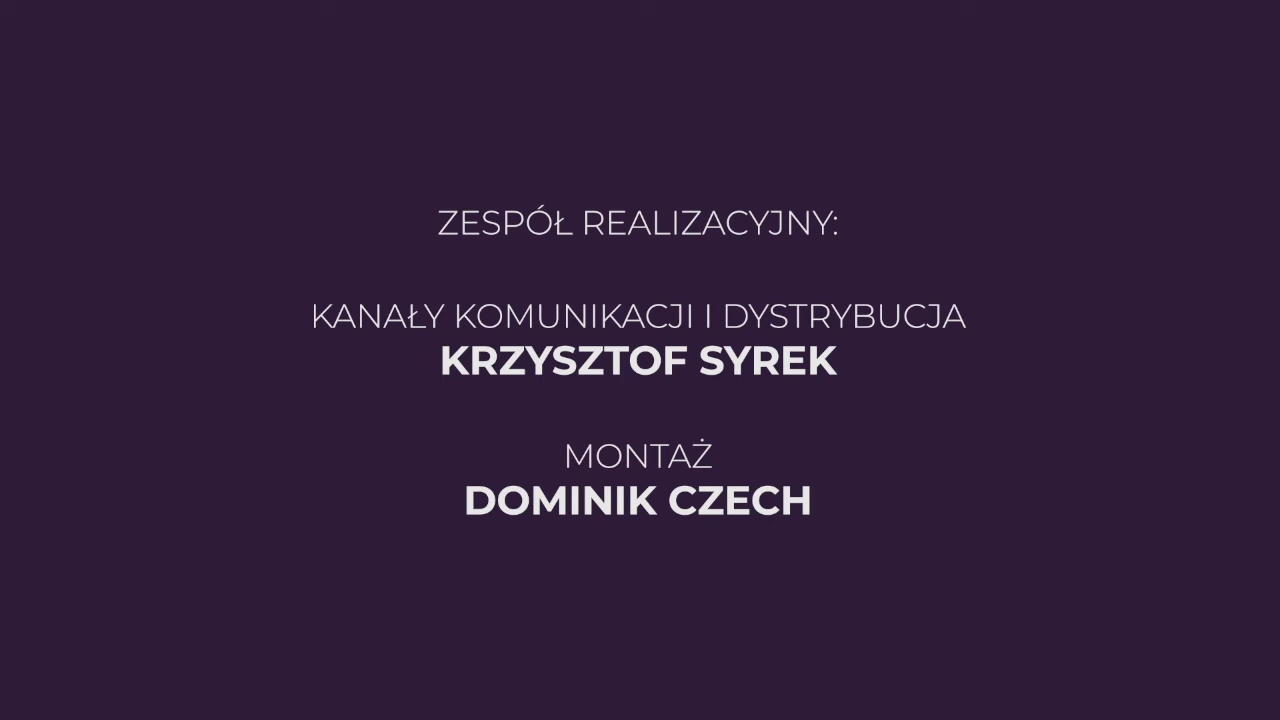 ZESPÓŁ REALIZACYJNY:
KANAŁY KOMUNIKACJI I DYSTRYBUCJA
KRZYSZTOF SYREK
MONTAŻ
DOMINIK CZECH